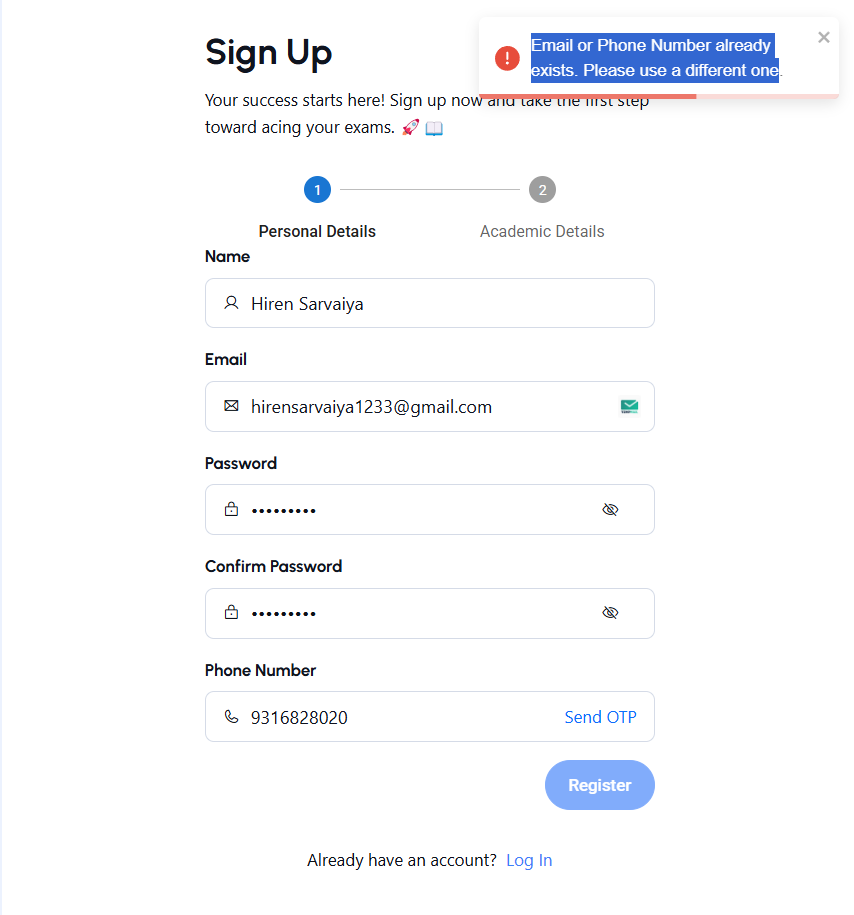 Sign Up
Email or Phone Number already
exists. Please use a different one.
Your success starts here! Sign up now and take the first step
toward acing your exams. 🚀 📖
1
2
Personal Details
Academic Details
Name
Hiren Sarvaiya
Email
hirensarvaiya1233@gmail.com
Password
•••••••••
Confirm Password
•••••••••
Phone Number
9316828020
Send OTP
Register
Already have an account? Log In